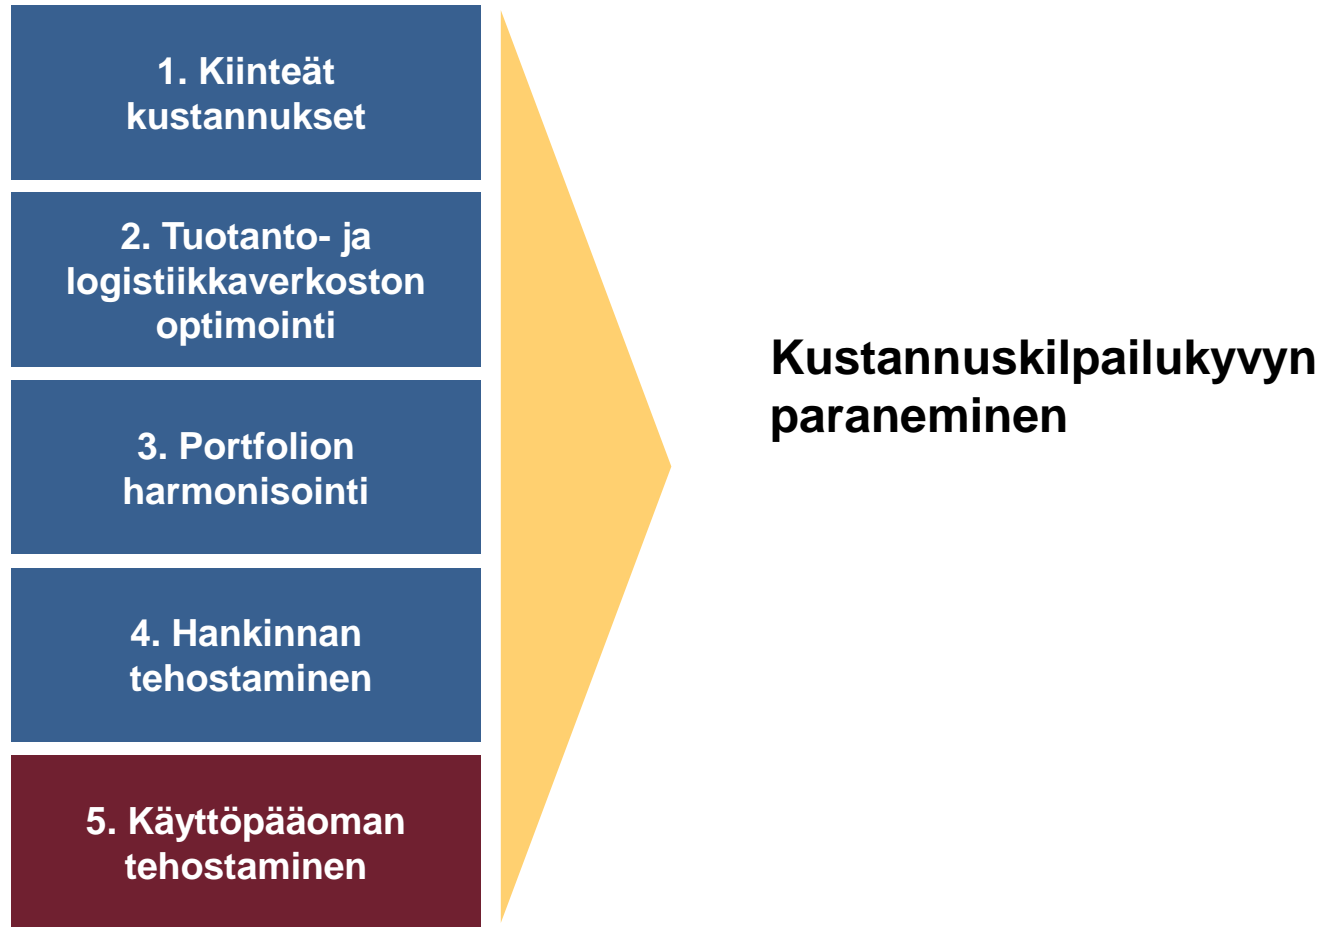 1. Kiinteät
kustannukset
2. Tuotanto- ja
logistiikkaverkoston
optimointi
3. Portfolion
harmonisointi
4. Hankinnan
tehostaminen
5. Käyttöpääoman
tehostaminen
Kustannuskilpailukyvyn
paraneminen